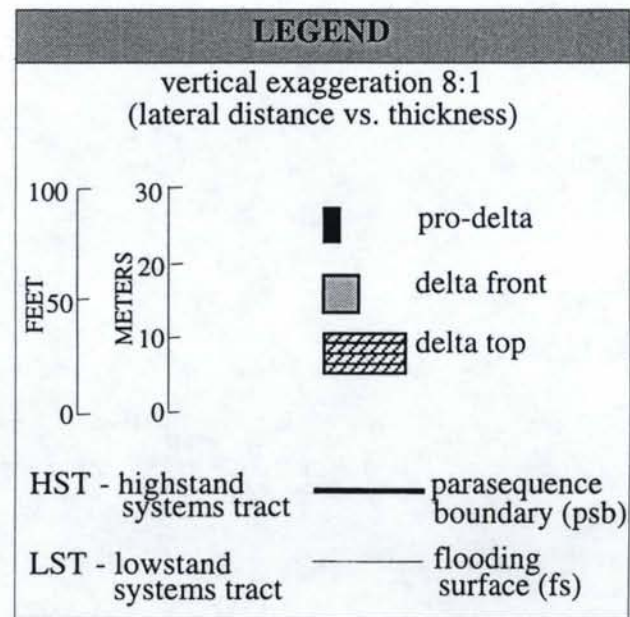 LEGEND
vertical exaggeration 8:1
(lateral distance vs. thickness)
100
50
0
FEET
30
20
10
0
METERS
pro-delta
delta front
delta top
HST - highstand
systems tract
parasequence
boundary (psb)
LST - lowstand
systems tract
flooding
surface (fs)